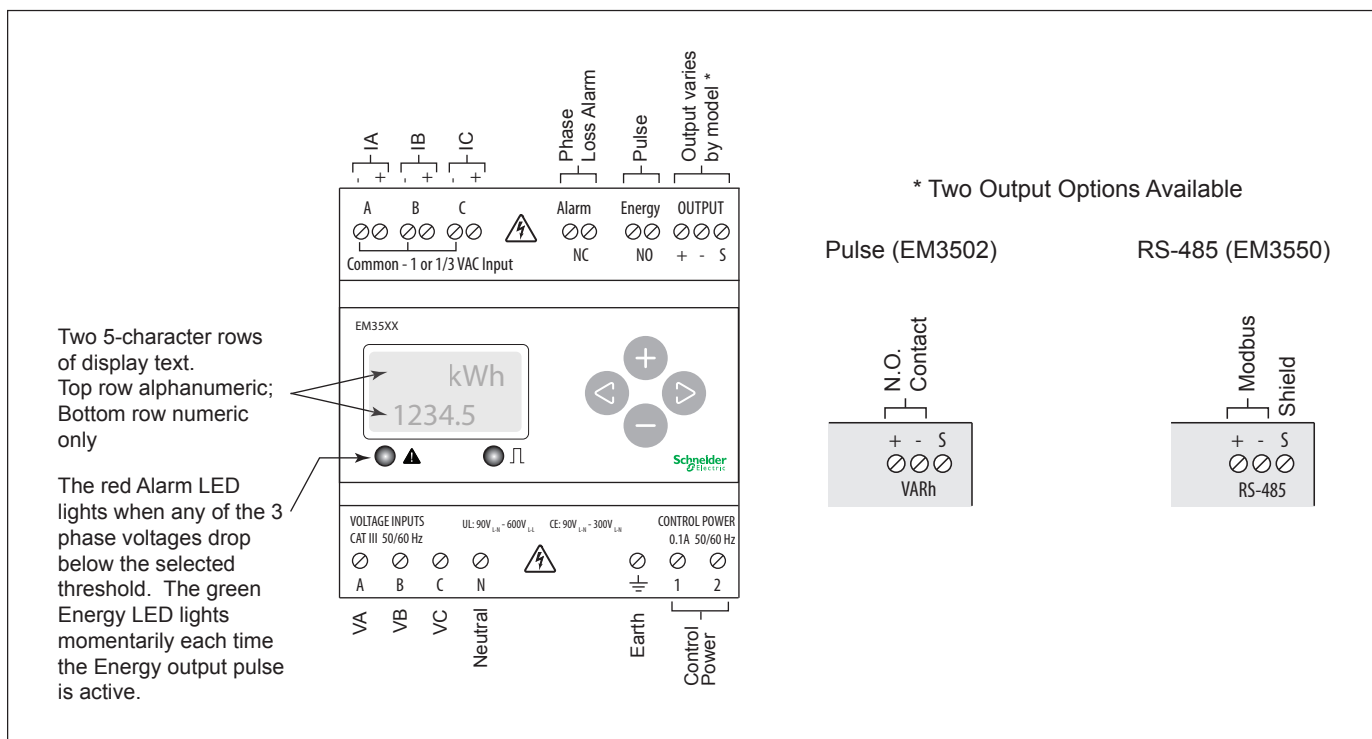 IA
IB
IC
Phase
Loss Alarm
Pulse
Output varies
by model *
- + - + - +
A B C Alarm Energy OUTPUT
Common - 1 or 1/3 VAC Input NC NO + - S
EM35XX
kWh
1234.5
Schneider
Electric
VOLTAGE INPUTS UL: 90V L-N - 600V L-L CE: 90V L-N - 300V L-N CONTROL POWER
CAT III 50/60 Hz 0.1A 50/60 Hz
A B C N 1 2
VA
VB
VC
Neutral
Earth
Control
Power
Two 5-character rows
of display text.
Top row alphanumeric;
Bottom row numeric
only
The red Alarm LED
lights when any of the 3
phase voltages drop
below the selected
threshold. The green
Energy LED lights
momentarily each time
the Energy output pulse
is active.
* Two Output Options Available
Pulse (EM3502)
N.O.
Contact
+ - S
VARh
RS-485 (EM3550)
Modbus
Shield
+ - S
RS-485